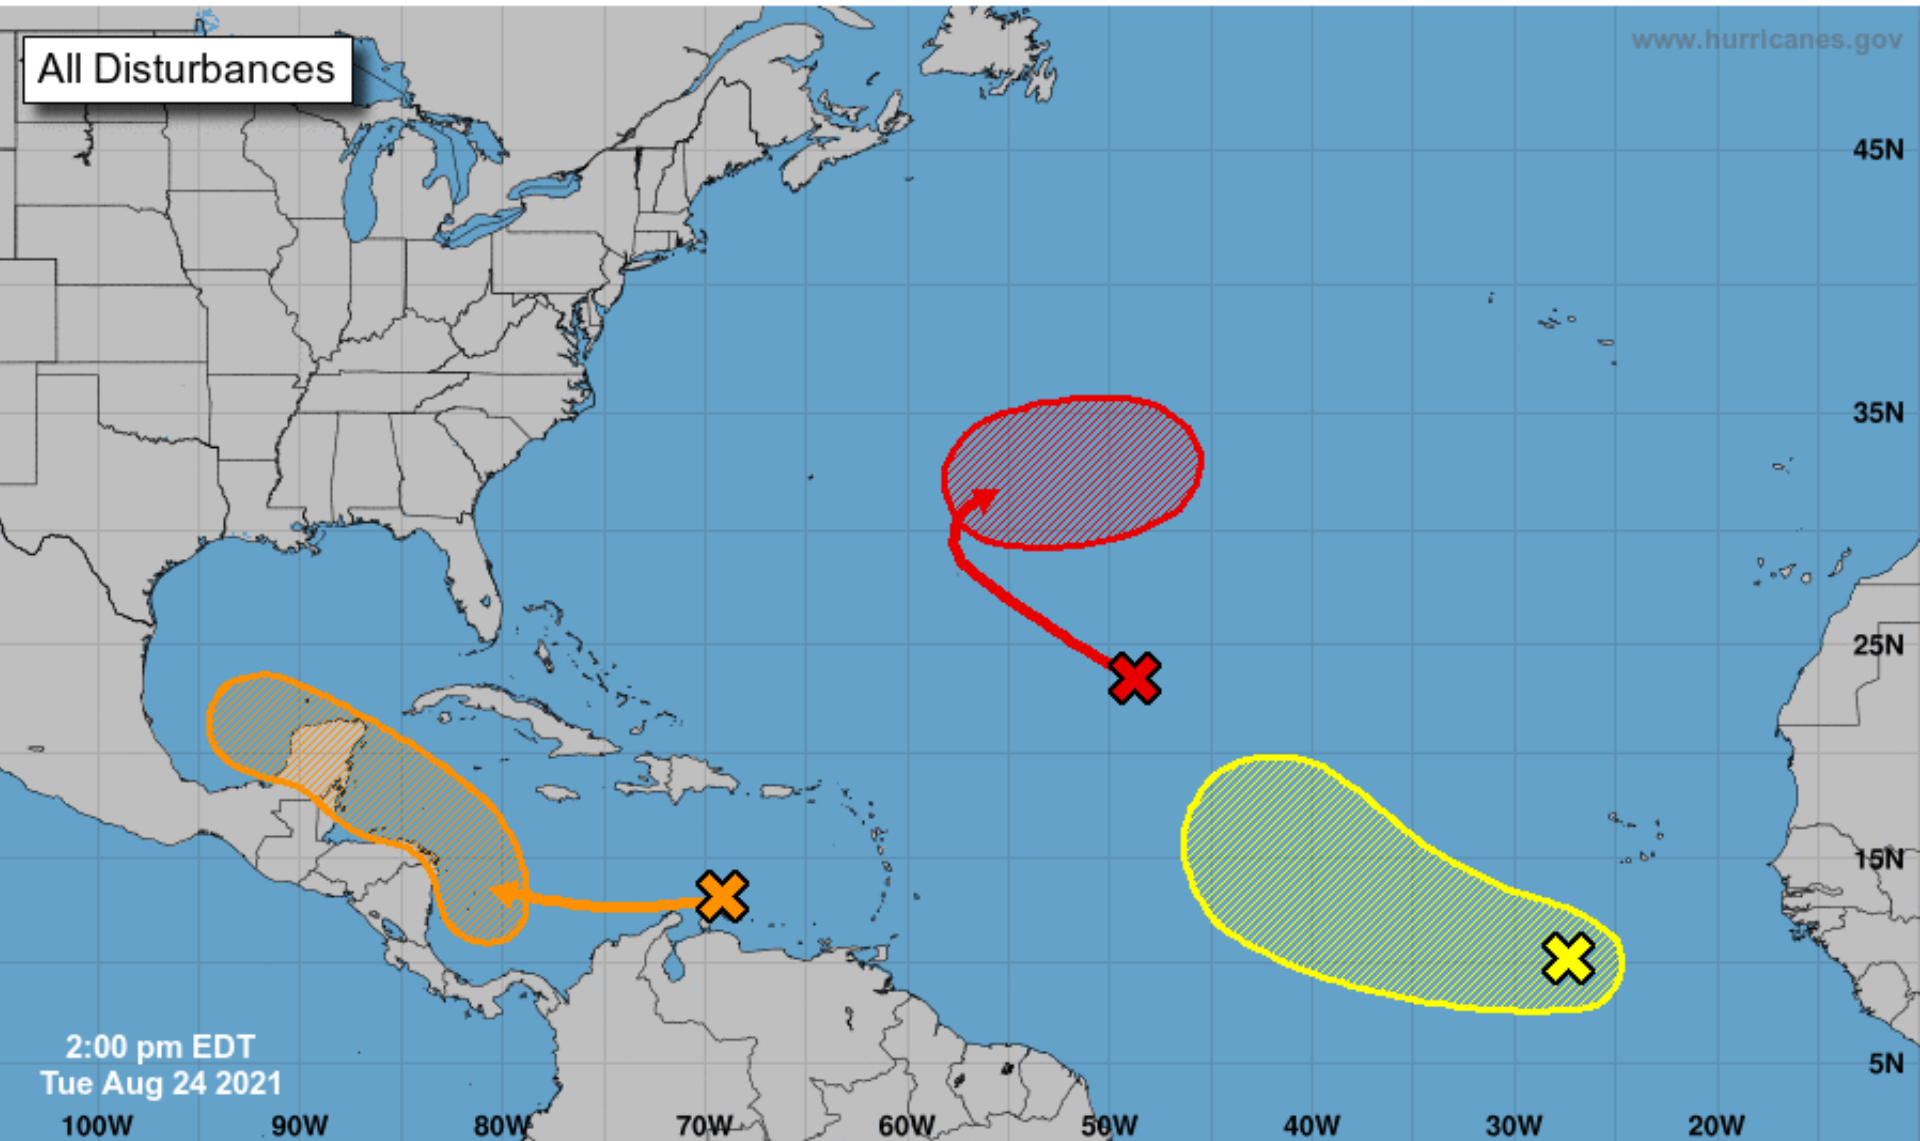 www.hurricanes.gov
All Disturbances
45N
35N
25N
15N
5N
2:00 pm EDT
Tue Aug 24 2021
100W 90W 80W 70W 60W 50W 40W 30W 20W